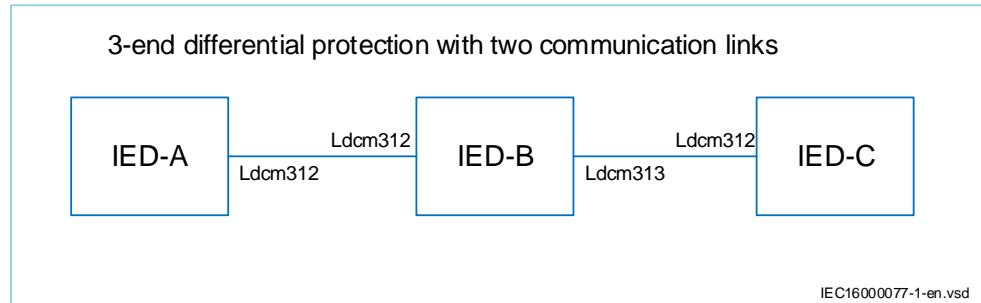 3-end differential protection with two communication links
IED-A
Ldcm312
Ldcm312
IED-B
Ldcm313
Ldcm312
IED-C
IEC16000077-1-en.vsd